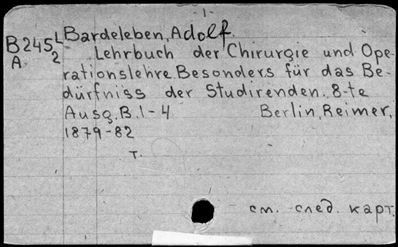 - 1 -
B245 L2 Bardeleben, Adolf
A. Lehrbuch der Chirurgie und Ope-
rationslehre. Besonders für das Be-
dürfniss der Studirenden. 8-te
Ausg. B. 1-4 Berlin, Reimer,
1879-82
т.
см. след. карт.